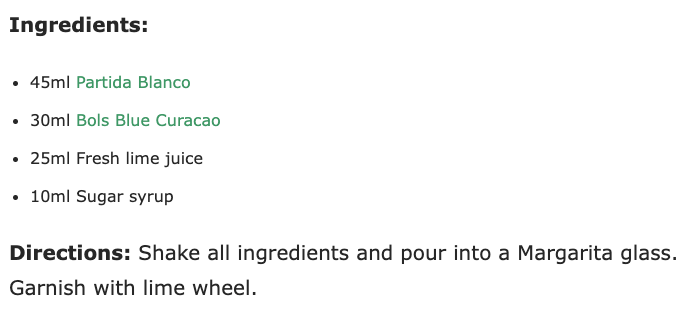 Ingredients:
• 45ml Partida Blanco
• 30ml Bols Blue Curacao
• 25ml Fresh lime juice
• 10ml Sugar syrup
Directions: Shake all ingredients and pour into a Margarita glass.
Garnish with lime wheel.